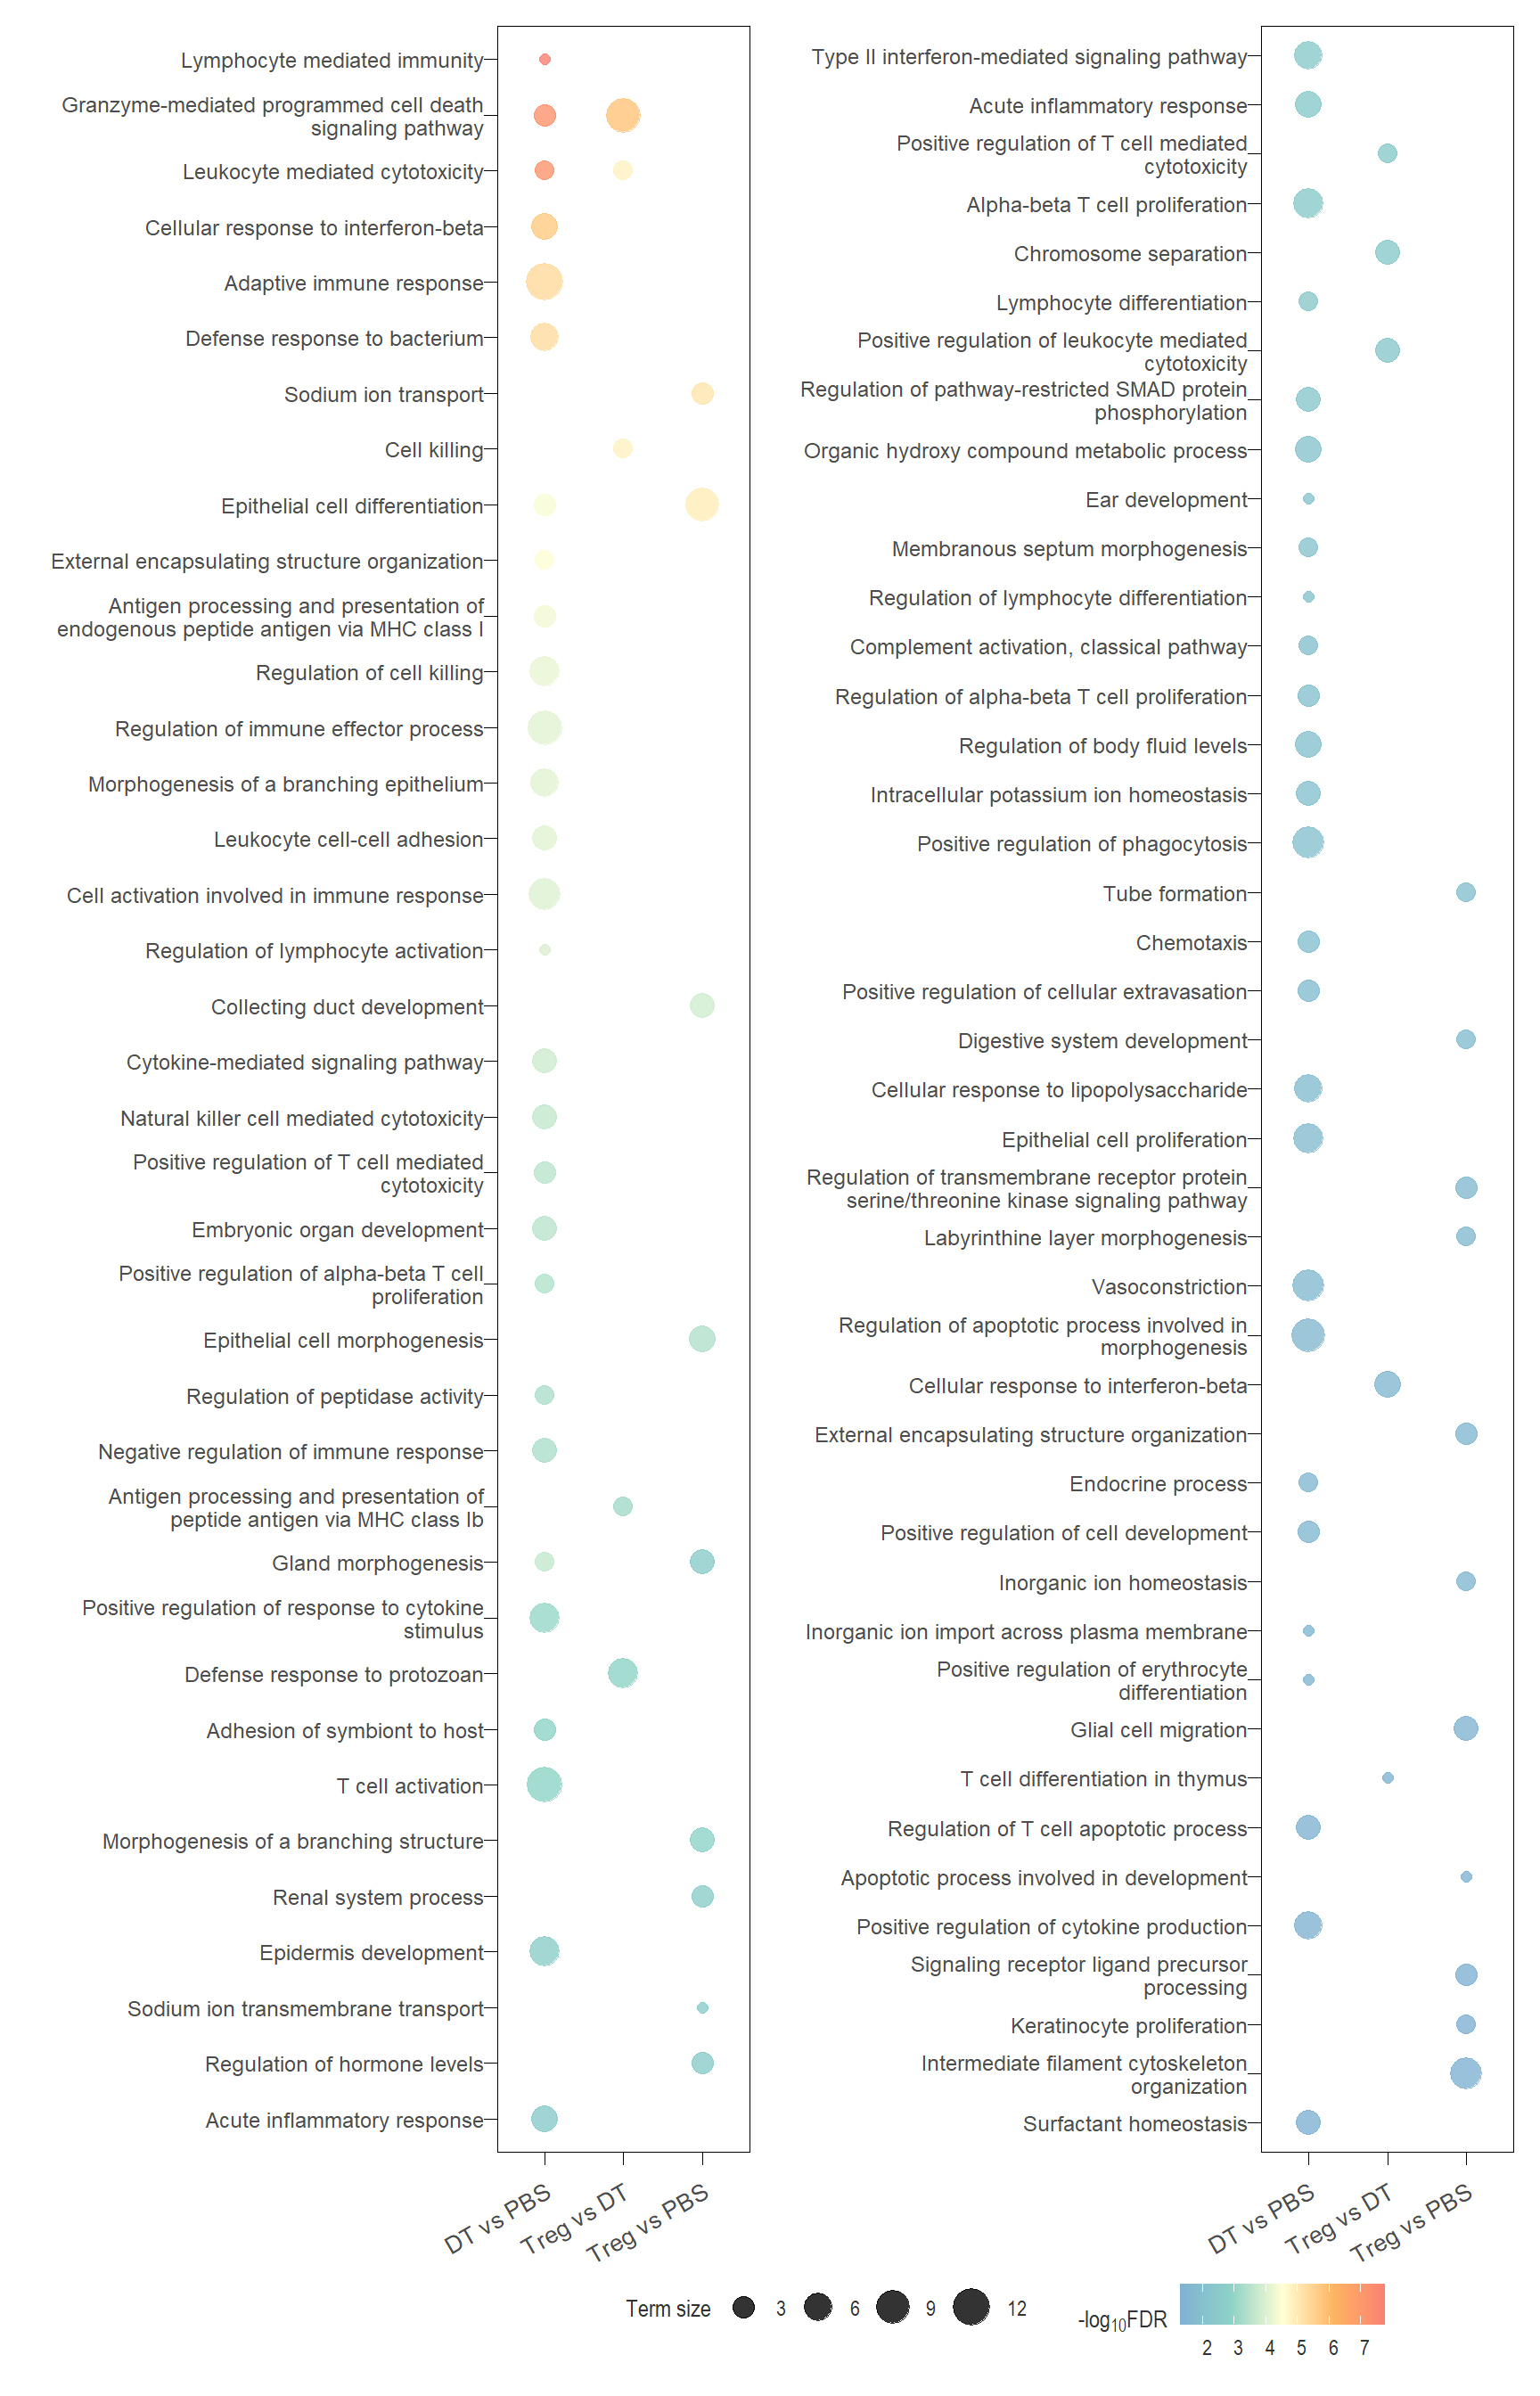 Lymphocyte mediated immunity
Granzyme-mediated programmed cell death
signaling pathway
Leukocyte mediated cytotoxicity
Cellular response to interferon-beta
Adaptive immune response
Defense response to bacterium
Sodium ion transport
Cell killing
Epithelial cell differentiation
External encapsulating structure organization
Antigen processing and presentation of
endogenous peptide antigen via MHC class I
Regulation of cell killing
Regulation of immune effector process
Morphogenesis of a branching epithelium
Leukocyte cell-cell adhesion
Cell activation involved in immune response
Regulation of lymphocyte activation
Collecting duct development
Cytokine-mediated signaling pathway
Natural killer cell mediated cytotoxicity
Positive regulation of T cell mediated
cytotoxicity
Embryonic organ development
Positive regulation of alpha-beta T cell
proliferation
Epithelial cell morphogenesis
Regulation of peptidase activity
Negative regulation of immune response
Antigen processing and presentation of
peptide antigen via MHC class Ib
Gland morphogenesis
Positive regulation of response to cytokine
stimulus
Defense response to protozoan
Adhesion of symbiont to host
T cell activation
Morphogenesis of a branching structure
Renal system process
Epidermis development
Sodium ion transmembrane transport
Regulation of hormone levels
Acute inflammatory response
DT vs PBS
Treg vs DT
Treg vs PBS
Type II interferon-mediated signaling pathway
Acute inflammatory response
Positive regulation of T cell mediated
cytotoxicity
Alpha-beta T cell proliferation
Chromosome separation
Lymphocyte differentiation
Positive regulation of leukocyte mediated
cytotoxicity
Regulation of pathway-restricted SMAD protein
phosphorylation
Organic hydroxy compound metabolic process
Ear development
Membranous septum morphogenesis
Regulation of lymphocyte differentiation
Complement activation, classical pathway
Regulation of alpha-beta T cell proliferation
Regulation of body fluid levels
Intracellular potassium ion homeostasis
Positive regulation of phagocytosis
Tube formation
Chemotaxis
Positive regulation of cellular extravasation
Digestive system development
Cellular response to lipopolysaccharide
Epithelial cell proliferation
Regulation of transmembrane receptor protein
serine/threonine kinase signaling pathway
Labyrinthine layer morphogenesis
Vasoconstriction
Regulation of apoptotic process involved in
morphogenesis
Cellular response to interferon-beta
External encapsulating structure organization
Endocrine process
Positive regulation of cell development
Inorganic ion homeostasis
Inorganic ion import across plasma membrane
Positive regulation of erythrocyte
differentiation
Glial cell migration
T cell differentiation in thymus
Regulation of T cell apoptotic process
Apoptotic process involved in development
Positive regulation of cytokine production
Signaling receptor ligand precursor
processing
Keratinocyte proliferation
Intermediate filament cytoskeleton
organization
Surfactant homeostasis
DT vs PBS
Treg vs DT
Treg vs PBS
Term size 3 6 9 12
-log10FDR
2 3 4 5 6 7